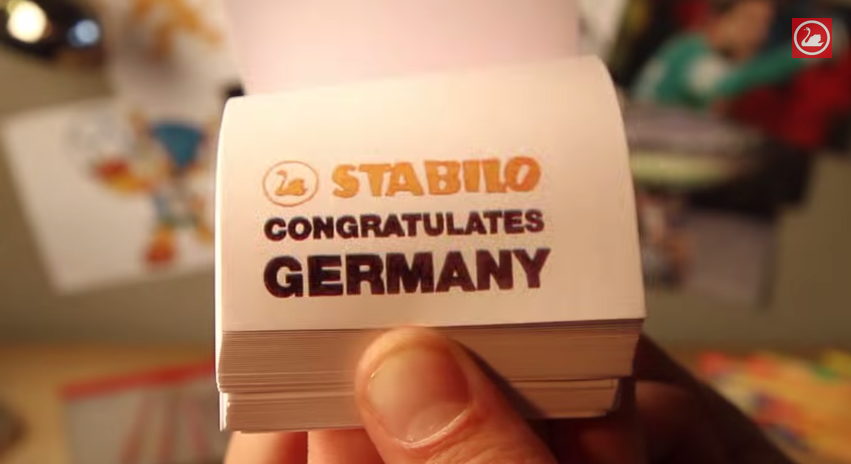 STABILO
CONGRATULATES
GERMANY